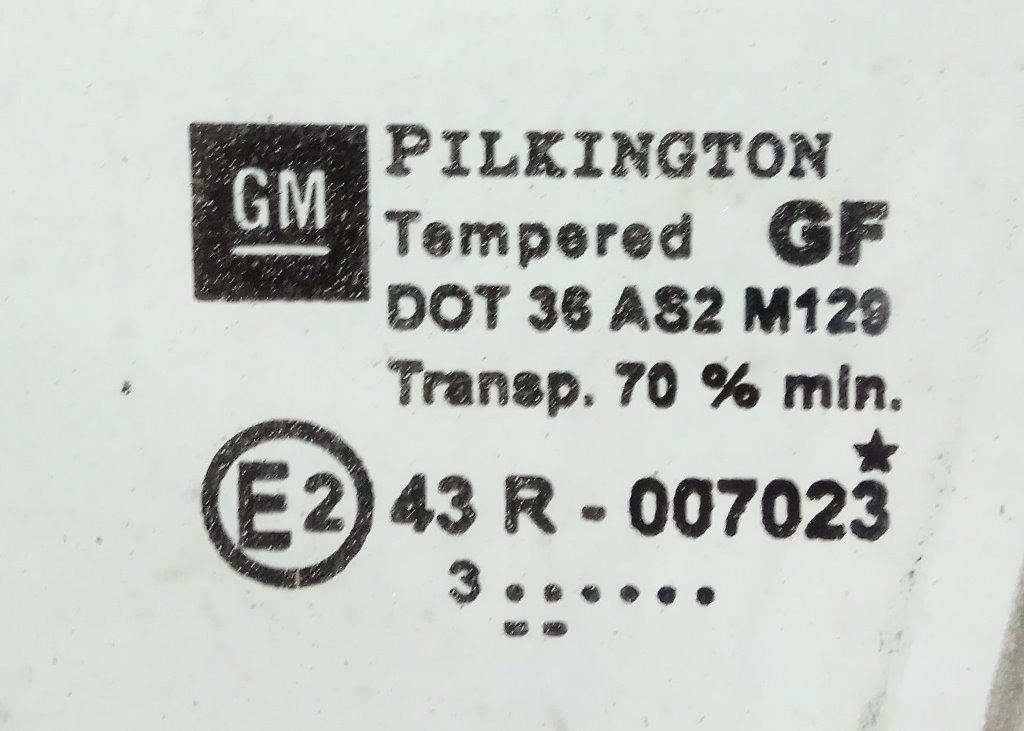 GM
PILKINGTON
Tempered GF
DOT 36 AS2 M129
Transp. 70 % min.
E2 43 R - 007023
3 ......
--